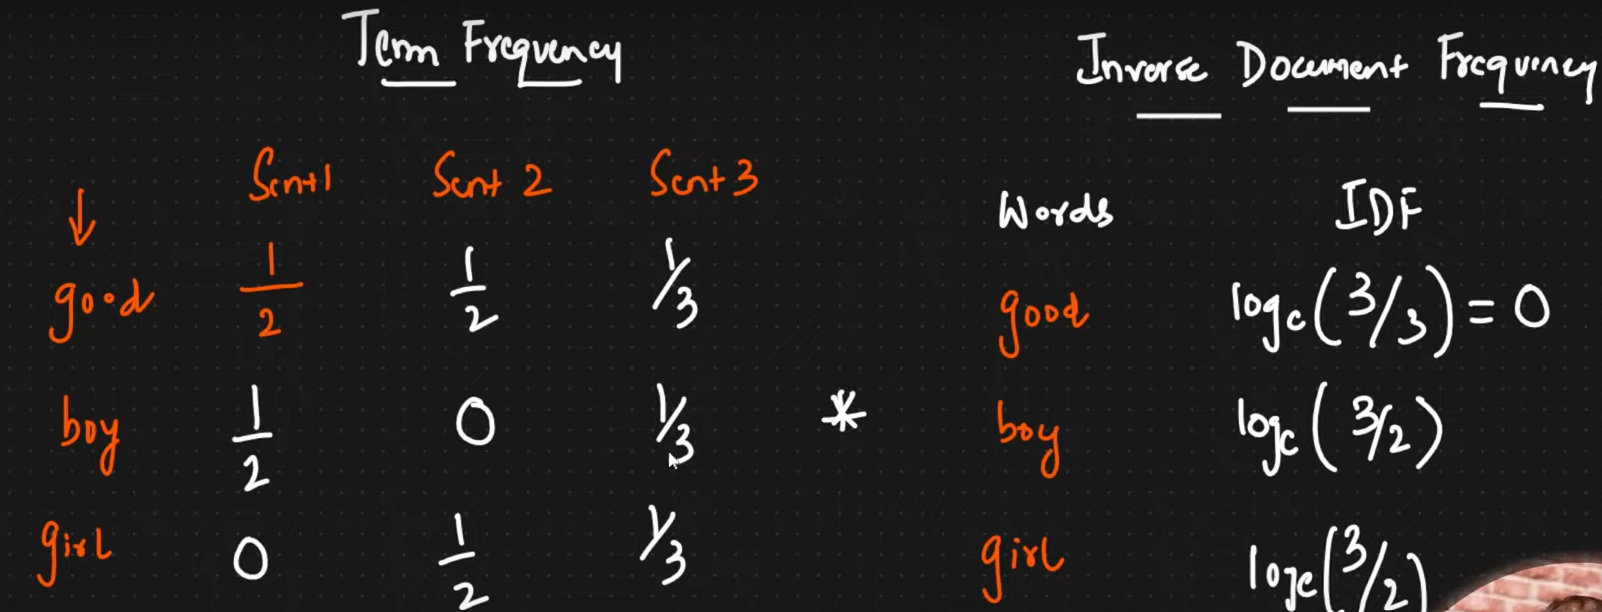 Term Frequency
Inverse Document Frequency
Sent1 Sent 2 Sent 3
Words IDF
good 1/2 1/2 1/3
good loge(3/3) = 0
boy 1/2 0 1/3 *
boy loge(3/2)
girl 0 1/2 1/3
girl loge(3/2)